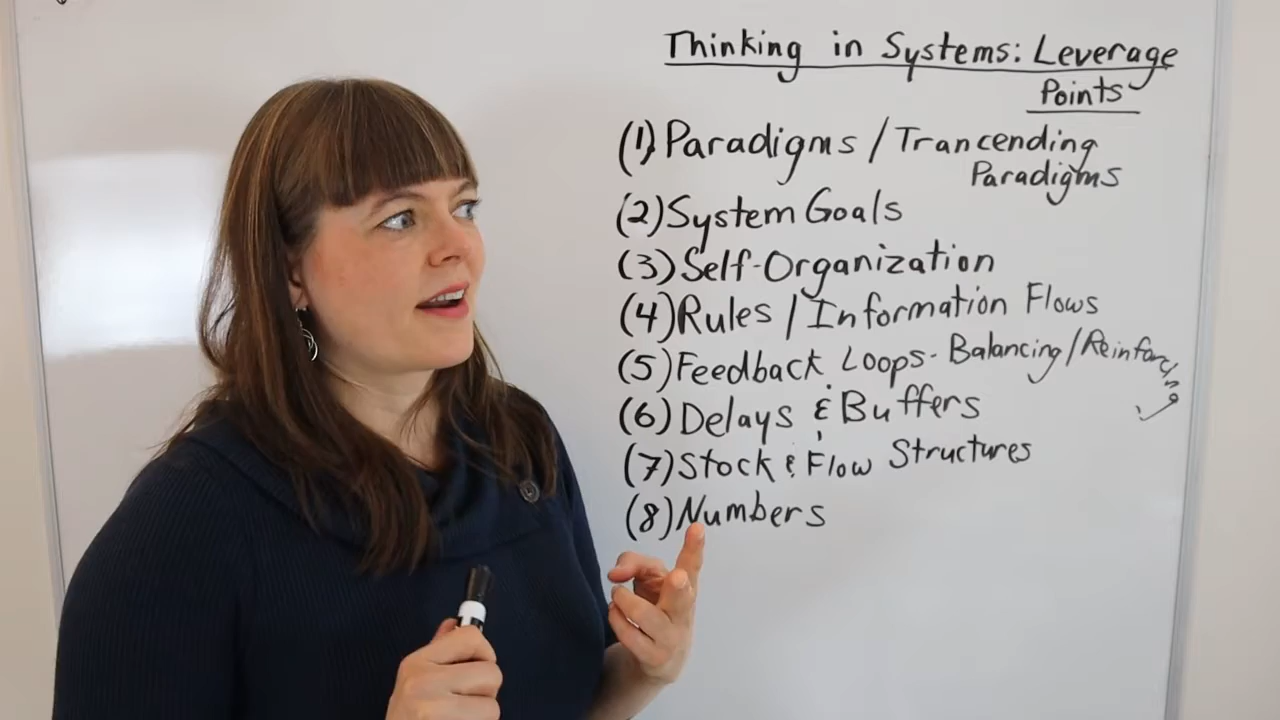 Thinking in Systems: Leverage
Points
(1) Paradigms / Trancending
Paradigms
(2) System Goals
(3) Self-Organization
(4) Rules / Information Flows
(5) Feedback Loops - Balancing / Reinforcing
(6) Delays & Buffers
(7) Stock & Flow Structures
(8) Numbers